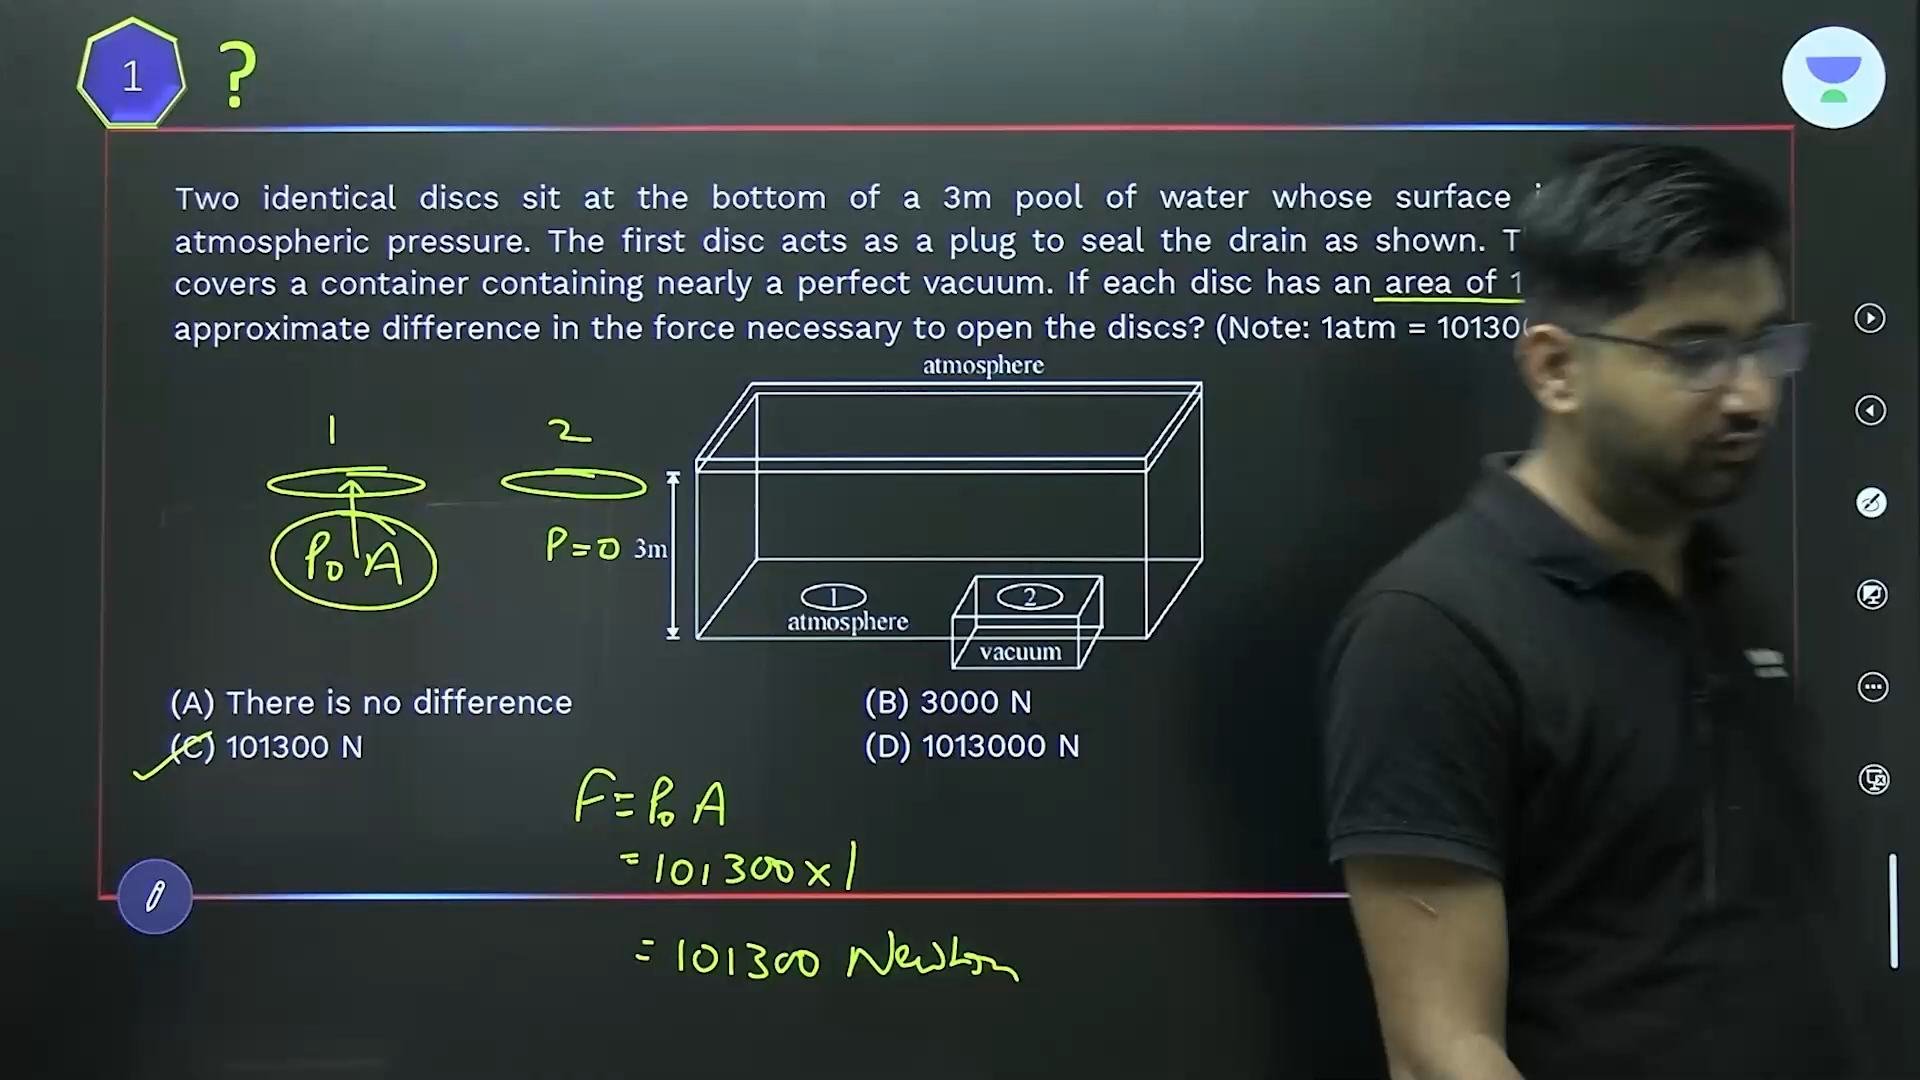 1 ?
Two identical discs sit at the bottom of a 3m pool of water whose surface
atmospheric pressure. The first disc acts as a plug to seal the drain as shown.
covers a container containing nearly a perfect vacuum. If each disc has an area of 1
approximate difference in the force necessary to open the discs? (Note: 1atm =
atmosphere
1
2
P₀ A
P=0
3m
1
atmosphere
2
vacuum
(A) There is no difference
(B) 3000 N
(C) 101300 N
(D) 1013000 N
F= P₀ A
= 101300 x 1
= 101300 Newton